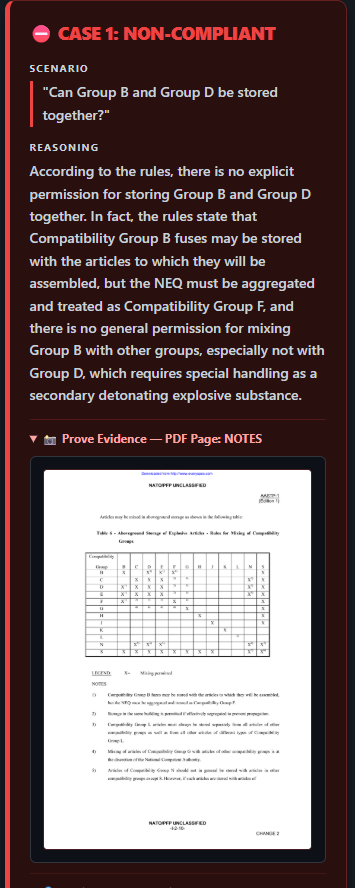 ⛔ CASE 1: NON-COMPLIANT
SCENARIO
"Can Group B and Group D be stored
together?"
REASONING
According to the rules, there is no explicit
permission for storing Group B and Group D
together. In fact, the rules state that
Compatibility Group B fuses may be stored
with the articles to which they will be
assembled, but the NEQ must be aggregated
and treated as Compatibility Group F, and
there is no general permission for mixing
Group B with other groups, especially not with
Group D, which requires special handling as a
secondary detonating explosive substance.
▼ 📸 Prove Evidence — PDF Page: NOTES
Downloaded from http://www.everyspec.com
NATO/PFP UNCLASSIFIED
AASTP-1
(Edition 1)
Articles may be mixed in aboveground storage as shown in the following table:
Table 6 - Aboveground Storage of Explosive Articles - Rules for Mixing of Compatibility
Groups
Compatibility
Group B C D E F G H J K L N S
B
C
D
E
F
G
H
J
K
L
N
S
LEGEND: X= Mixing permitted
NOTES
1) Compatibility Group B fuzes may be stored with the articles to which they will be assembled,
but the NEQ must be aggregated and treated as Compatibility Group F.
2) Storage in the same building is permitted if effectively segregated to prevent propagation.
3) Compatibility Group L articles must always be stored separately from all articles of other
compatibility groups as well as from all other articles of different types of Compatibility
Group L.
4) Mixing of articles of Compatibility Group G with articles of other compatibility groups is at
the discretion of the National Competent Authority.
5) Articles of Compatibility Group N should not in general be stored with articles in other
compatibility groups except S. However, if such articles are stored with articles of
NATO/PFP UNCLASSIFIED
-I-2-10-
CHANGE 2